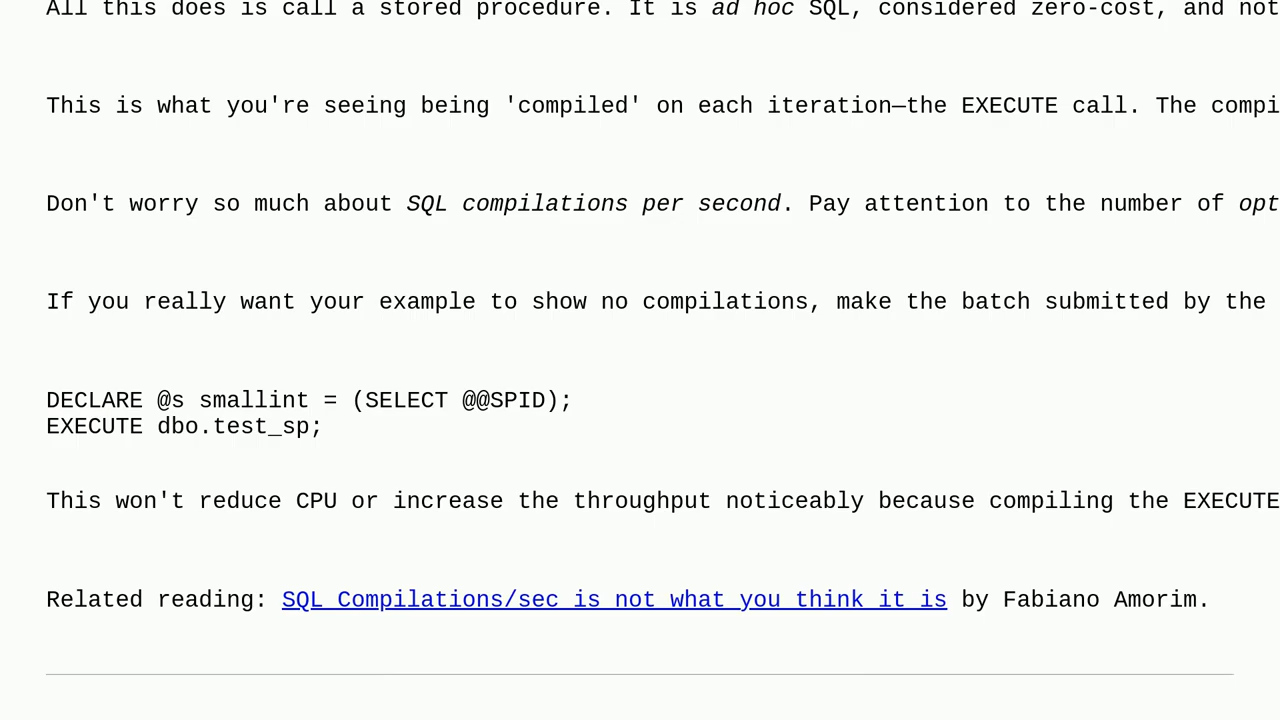 All this does is call a stored procedure. It is ad hoc SQL, considered zero-cost, and not
This is what you're seeing being 'compiled' on each iteration—the EXECUTE call. The compi
Don't worry so much about SQL compilations per second. Pay attention to the number of opt
If you really want your example to show no compilations, make the batch submitted by the
DECLARE @s smallint = (SELECT @@SPID);
EXECUTE dbo.test_sp;
This won't reduce CPU or increase the throughput noticeably because compiling the EXECUTE
Related reading: SQL Compilations/sec is not what you think it is by Fabiano Amorim.